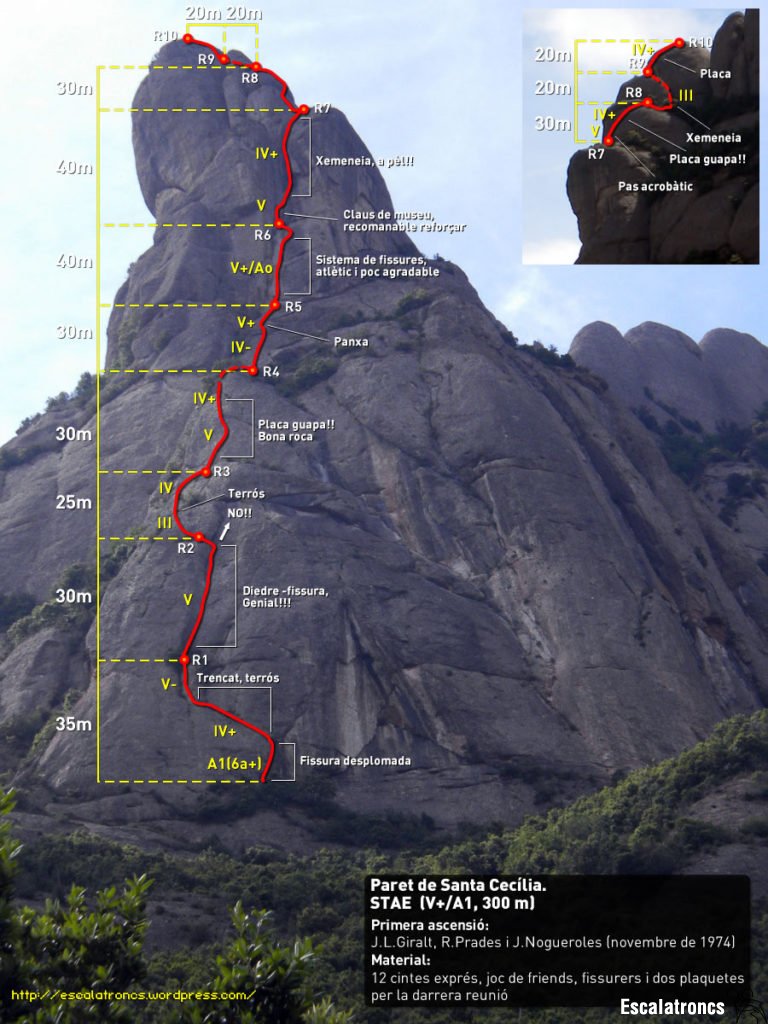 20m 20m
R10
R9
R8
30m
R7
IV+
Xemeneia, a pèl!!
40m
V
Claus de museu,
recomanable reforçar
R6
Sistema de fissures,
atlètic i poc agradable
V+/Ao
40m
R5
V+
30m
Panxa
IV-
R4
IV+
Placa guapa!!
Bona roca
30m
V
R3
IV
Terrós
25m
NO!!
III
R2
Diedre -fissura,
Genial!!!
30m
V
R1
Trencat, terrós
V-
35m
IV+
A1(6a+)
Fissura desplomada
R10
IV+
20m
R9
Placa
20m
III
R8
IV+
30m
Xemeneia
V
Placa guapa!!
R7
Pas acrobàtic
Paret de Santa Cecília.
STAE (V+/A1, 300 m)
Primera ascensió:
J.L.Giralt, R.Prades i J.Nogueroles (novembre de 1974)
Material:
12 cintes exprés, joc de friends, fissurers i dos plaquetes
per la darrera reunió
http://escalatroncs.wordpress.com/
Escalatroncs